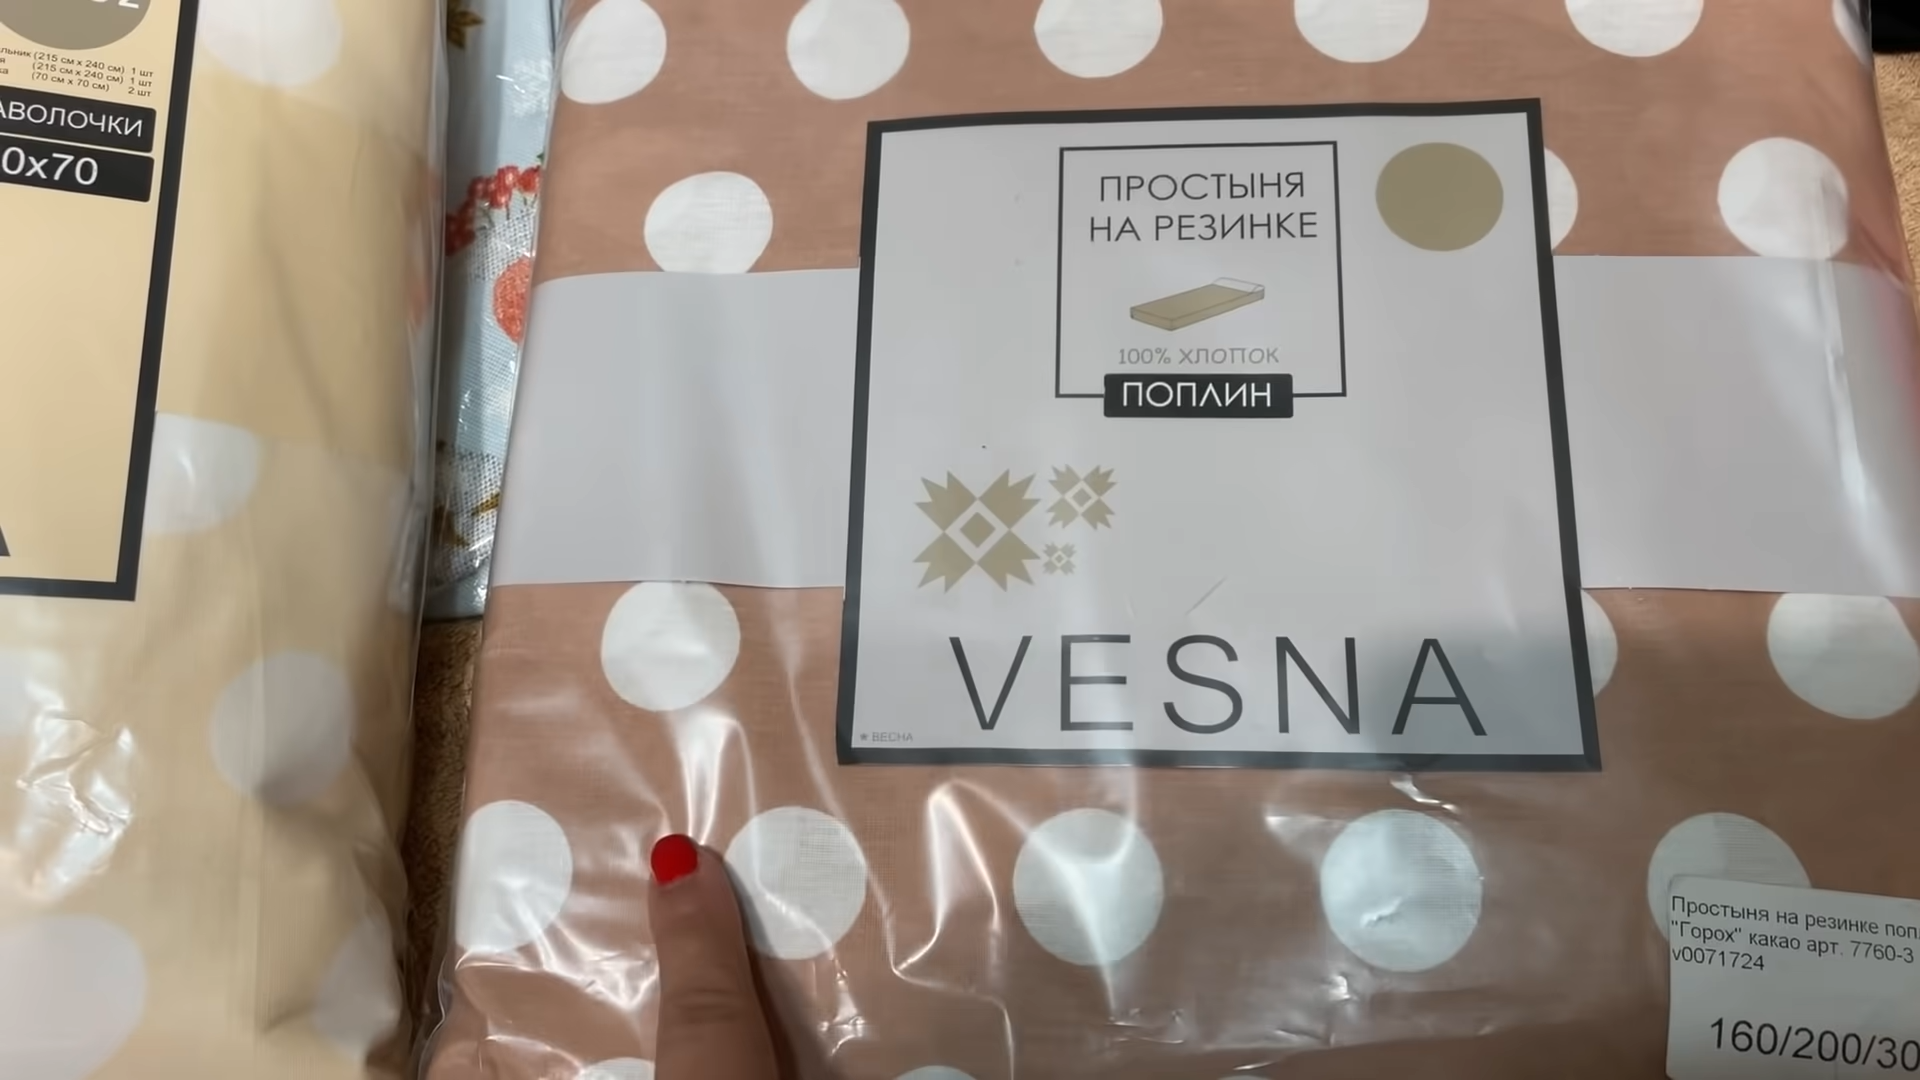 (215 см х 240 см) 1 шт
(215 см х 240 см) 1 шт
(70 см х 70 см) 2 шт
АВОЛОЧКИ
0х70
ПРОСТЫНЯ
НА РЕЗИНКЕ
100% ХЛОПОК
ПОПЛИН
VESNA
* ВЕСНА
Простыня на резинке поп
"Горох" какао арт. 7760-3
v0071724
160/200/30